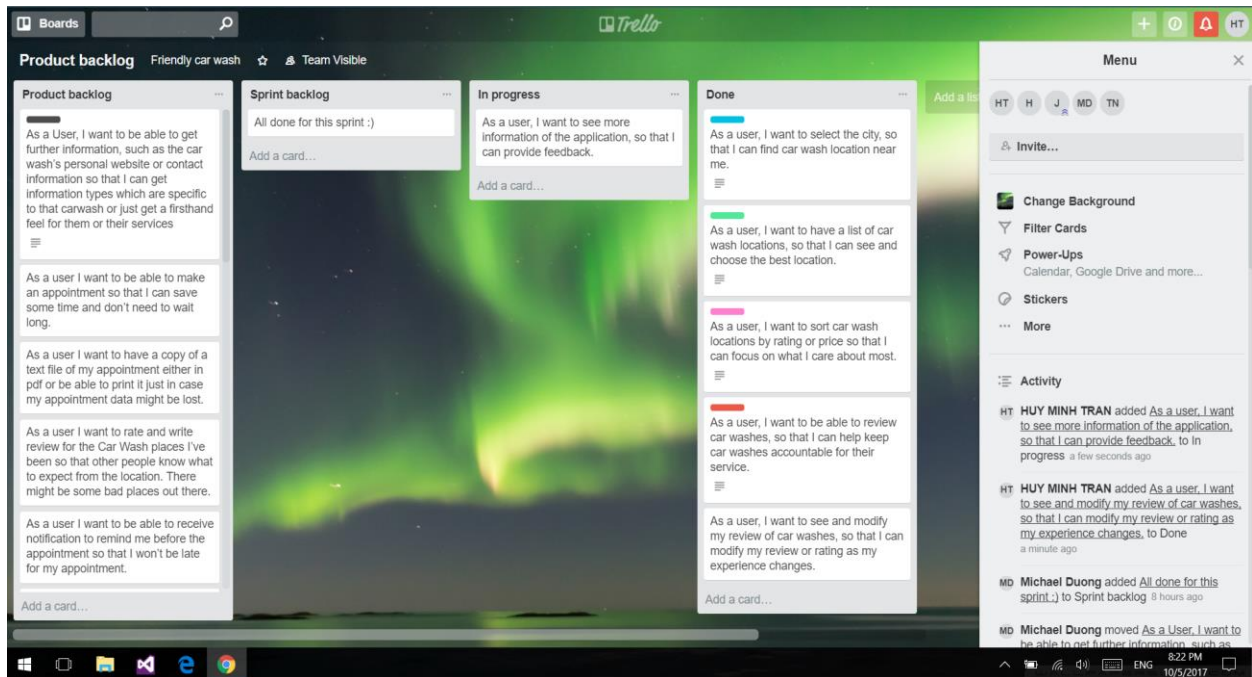 Boards
Trello
HT
Product backlog
Friendly car wash
Team Visible
Product backlog
As a User, I want to be able to get
further information, such as the car
wash's personal website or contact
information so that I can get
information types which are specific
to that carwash or just get a firsthand
feel for them or their services
As a user I want to be able to make
an appointment so that I can save
some time and don't need to wait
long.
As a user I want to have a copy of a
text file of my appointment either in
pdf or be able to print it just in case
my appointment data might be lost.
As a user I want to rate and write
review for the Car Wash places I've
been so that other people know what
to expect from the location. There
might be some bad places out there.
As a user I want to be able to receive
notification to remind me before the
appointment so that I won't be late
for my appointment.
Add a card…
Sprint backlog
All done for this sprint :)
Add a card…
In progress
As a user, I want to see more
information of the application, so that I
can provide feedback.
Add a card…
Done
As a user, I want to select the city, so
that I can find car wash location near
me.
As a user, I want to have a list of car
wash locations, so that I can see and
choose the best location.
As a user, I want to sort car wash
locations by rating or price so that I
can focus on what I care about most.
As a user, I want to be able to review
car washes, so that I can help keep
car washes accountable for their
service.
As a user, I want to see and modify
my review of car washes, so that I can
modify my review or rating as my
experience changes.
Add a card…
Add a list
Menu
HT H J MD TN
Invite…
Change Background
Filter Cards
Power-Ups
Calendar, Google Drive and more...
Stickers
More
Activity
HT HUY MINH TRAN added As a user, I want
to see more information of the application,
so that I can provide feedback. to In
progress a few seconds ago
HT HUY MINH TRAN added As a user, I want
to see and modify my review of car washes,
so that I can modify my review or rating as
my experience changes. to Done
a minute ago
MD Michael Duong added All done for this
sprint :) to Sprint backlog 8 hours ago
MD Michael Duong moved As a User, I want to
be able to get further information, such as
ENG
8:22 PM
10/5/2017